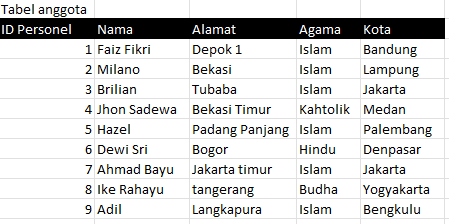 Tabel anggota
ID Personel Nama Alamat Agama Kota
1 Faiz Fikri Depok 1 Islam Bandung
2 Milano Bekasi Islam Lampung
3 Brilian Tubaba Islam Jakarta
4 Jhon Sadewa Bekasi Timur Kahtolik Medan
5 Hazel Padang Panjang Islam Palembang
6 Dewi Sri Bogor Hindu Denpasar
7 Ahmad Bayu Jakarta timur Islam Jakarta
8 Ike Rahayu tangerang Budha Yogyakarta
9 Adil Langkapura Islam Bengkulu